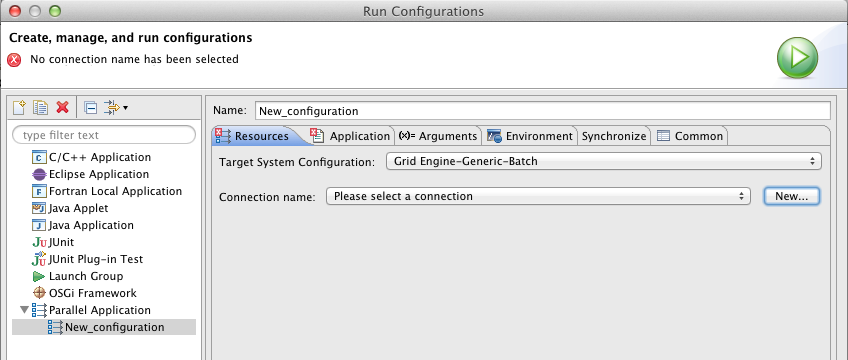 Run Configurations
Create, manage, and run configurations
No connection name has been selected
type filter text
C/C++ Application
Eclipse Application
Fortran Local Application
Java Applet
Java Application
JUnit
JUnit Plug-in Test
Launch Group
OSGi Framework
Parallel Application
New_configuration
Name: New_configuration
Resources Application (x)= Arguments Environment Synchronize Common
Target System Configuration: Grid Engine-Generic-Batch
Connection name: Please select a connection New...